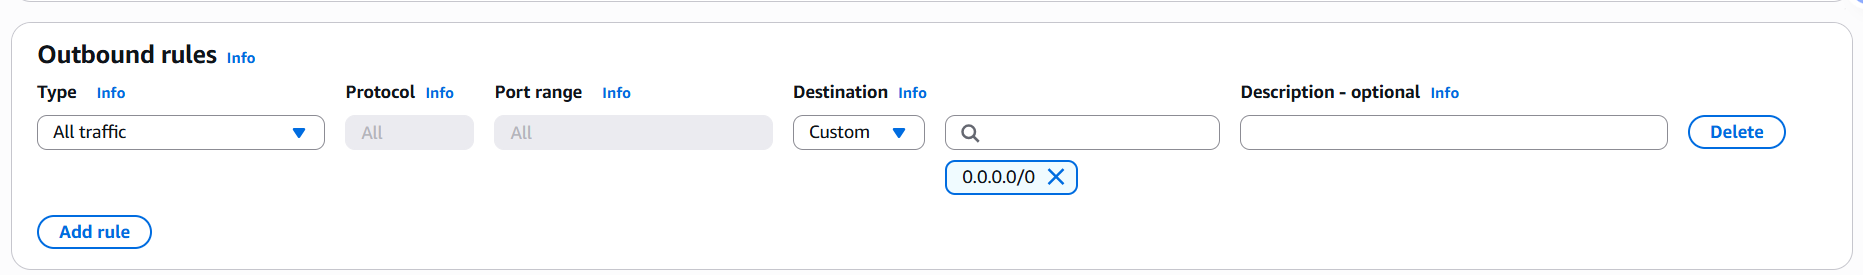 Outbound rules Info
Type Info Protocol Info Port range Info Destination Info Description - optional Info
All traffic All All Custom Delete
0.0.0.0/0
Add rule